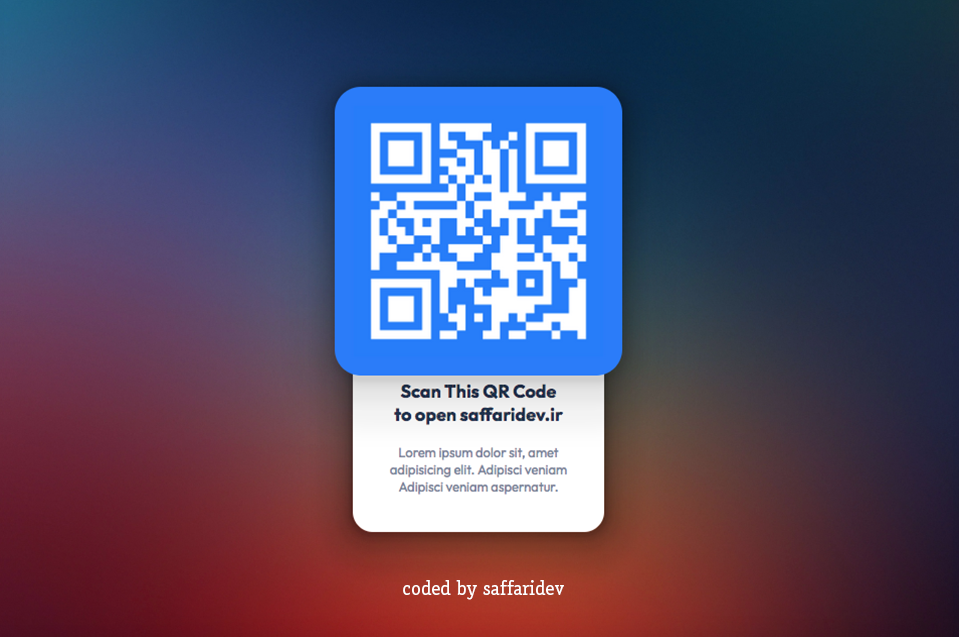 Scan This QR Code
to open saffaridev.ir
Lorem ipsum dolor sit, amet
adipisicing elit. Adipisci veniam
Adipisci veniam aspernatur.
coded by saffaridev